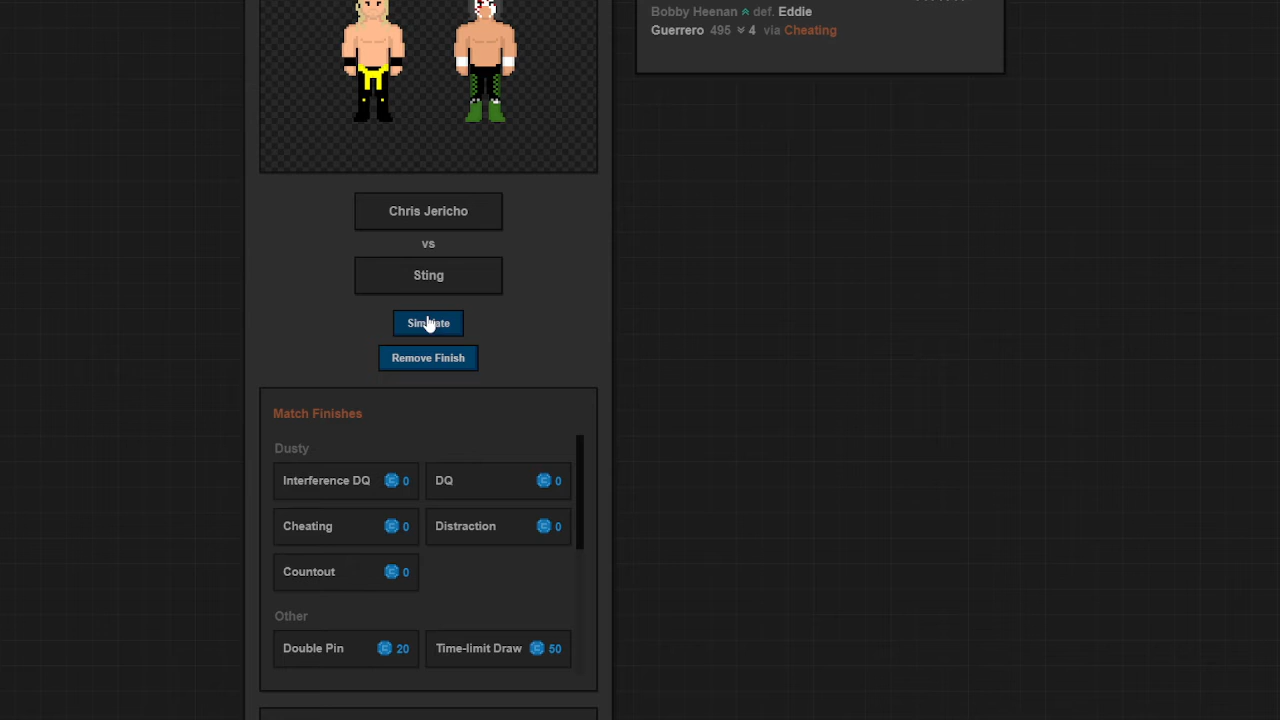 Bobby Heenan def. Eddie
Guerrero 495 4 via Cheating
Chris Jericho
vs
Sting
Simulate
Remove Finish
Match Finishes
Dusty
Interference DQ 0
DQ 0
Cheating 0
Distraction 0
Countout 0
Other
Double Pin 20
Time-limit Draw 50